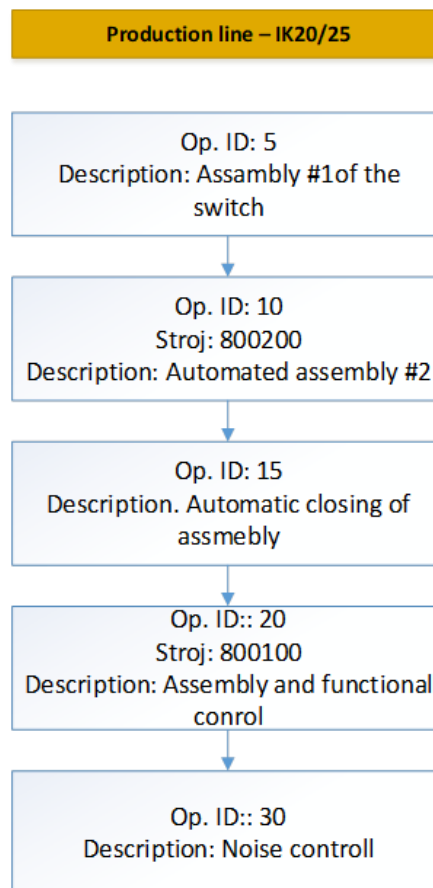 Production line – IK20/25
Op. ID: 5
Description: Assambly #1of the
switch
Op. ID: 10
Stroj: 800200
Description: Automated assembly #2
Op. ID: 15
Description. Automatic closing of
assmebly
Op. ID:: 20
Stroj: 800100
Description: Assembly and functional
conrol
Op. ID:: 30
Description: Noise controll